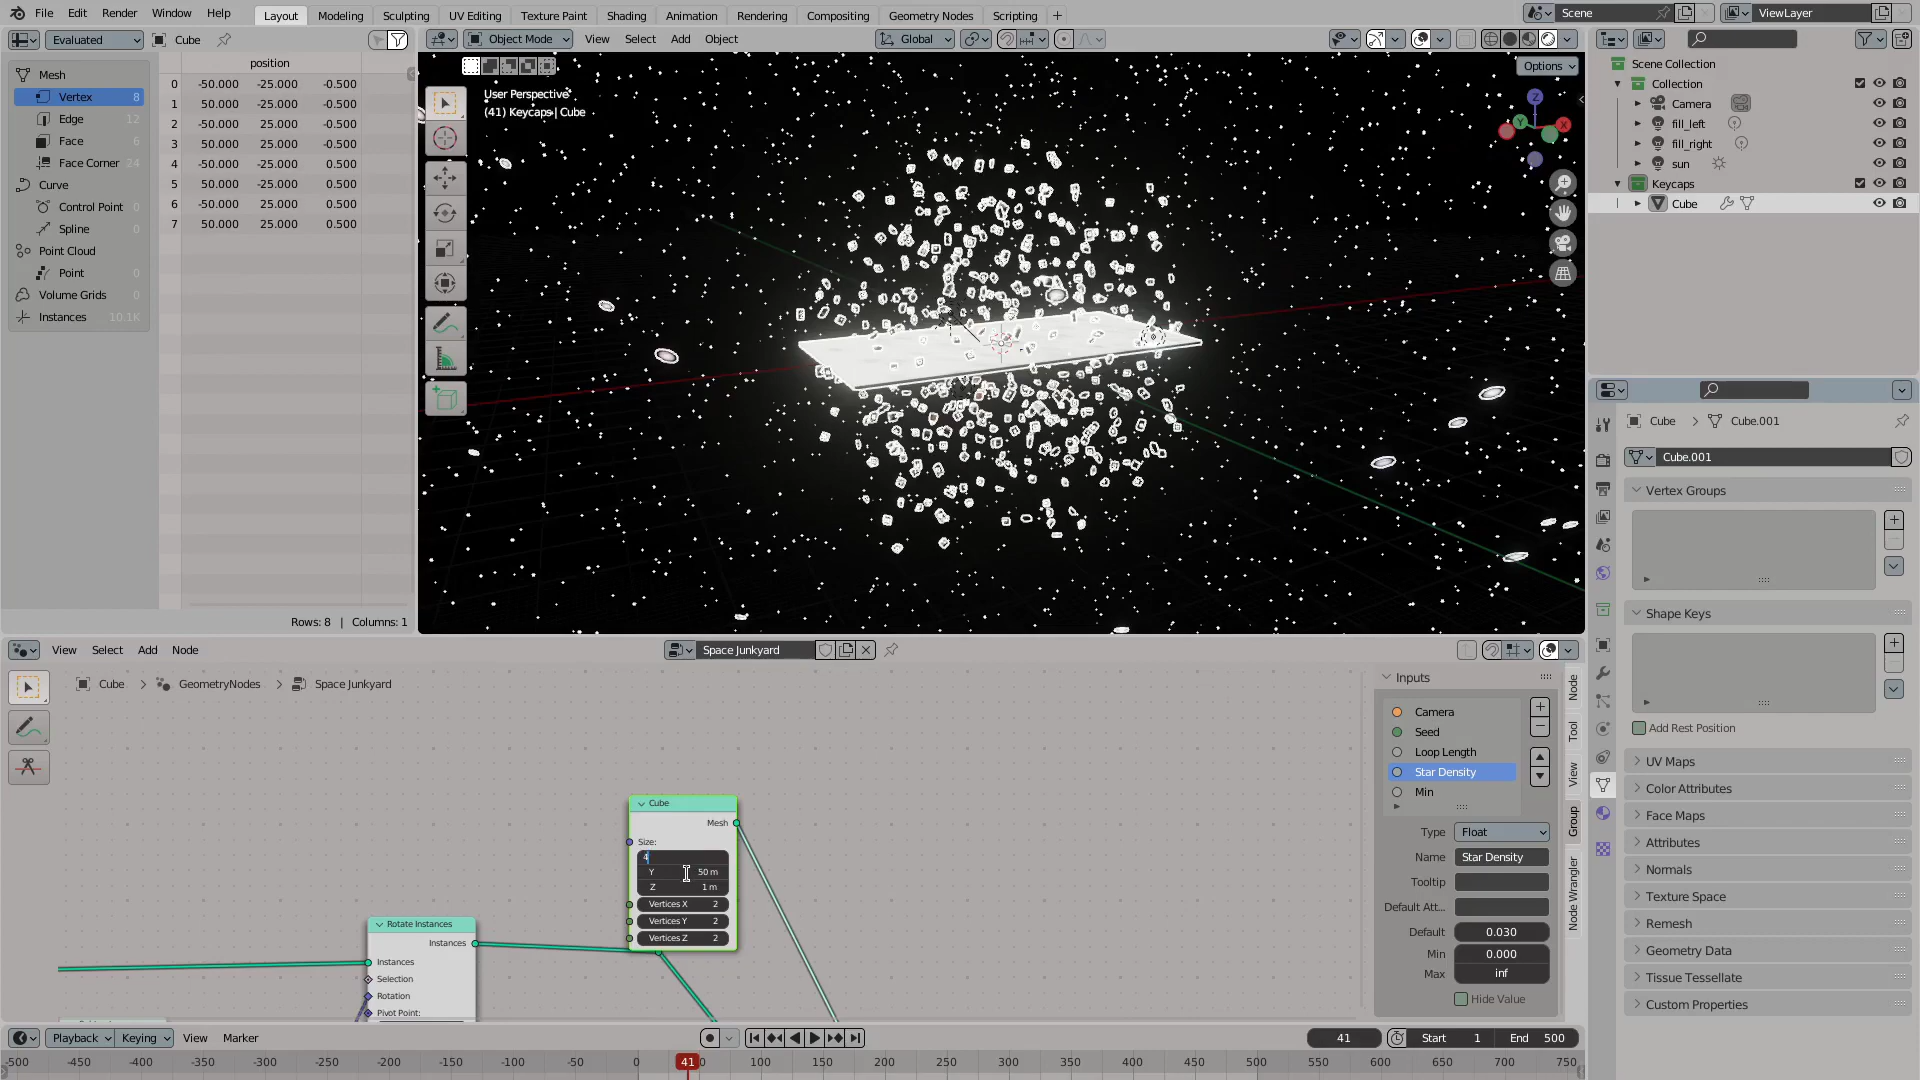 File Edit Render Window Help Layout Modeling Sculpting UV Editing Texture Paint Shading Animation Rendering Compositing Geometry Nodes Scripting + Scene ViewLayer
Evaluated Cube
Object Mode View Select Add Object Global
Options
position
Mesh
Vertex 8
Edge 12
Face 6
Face Corner 24
Curve
Control Point 0
Spline 0
Point Cloud
Point 0
Volume Grids 0
Instances 10.1K
0 -50.000 -25.000 -0.500
1 50.000 -25.000 -0.500
2 -50.000 25.000 -0.500
3 50.000 25.000 -0.500
4 -50.000 -25.000 0.500
5 50.000 -25.000 0.500
6 -50.000 25.000 0.500
7 50.000 25.000 0.500
Rows: 8 | Columns: 1
User Perspective
(41) Keycaps | Cube
Z
Y
X
Scene Collection
Collection
Camera
fill_left
fill_right
sun
Keycaps
Cube
Cube > Cube.001
Cube.001
Vertex Groups
Shape Keys
Add Rest Position
UV Maps
Color Attributes
Face Maps
Attributes
Normals
Texture Space
Remesh
Geometry Data
Tissue Tessellate
Custom Properties
View Select Add Node Space Junkyard
Cube > GeometryNodes > Space Junkyard
Cube
Mesh
Size:
4
Y 50 m
Z 1 m
Vertices X 2
Vertices Y 2
Vertices Z 2
Rotate Instances
Instances
Instances
Selection
Rotation
Pivot Point:
Inputs
Camera
Seed
Loop Length
Star Density
Min
Type Float
Name Star Density
Tooltip
Default Att...
Default 0.030
Min 0.000
Max inf
Hide Value
Node
Tool
View
Group
Node Wrangler
Playback Keying View Marker 41 Start 1 End 500
-500 -450 -400 -350 -300 -250 -200 -150 -100 -50 0 41 100 150 200 250 300 350 400 450 500 550 600 650 700 750